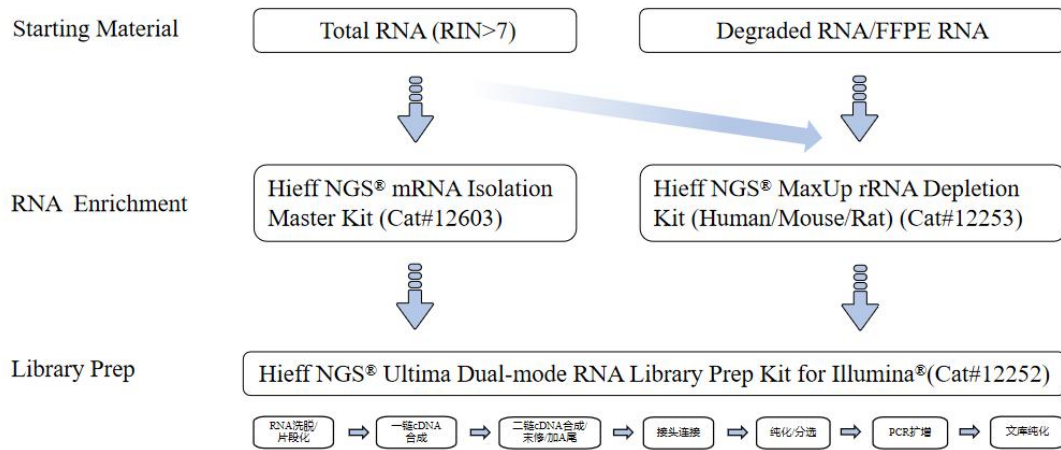 Starting Material
Total RNA (RIN>7)
Degraded RNA/FFPE RNA
RNA Enrichment
Hieff NGS® mRNA Isolation
Master Kit (Cat#12603)
Hieff NGS® MaxUp rRNA Depletion
Kit (Human/Mouse/Rat) (Cat#12253)
Library Prep
Hieff NGS® Ultima Dual-mode RNA Library Prep Kit for Illumina®(Cat#12252)
RNA洗脱/
片段化
一链cDNA
合成
二链cDNA合成/
末修/加A尾
接头连接
纯化/分选
PCR扩增
文库纯化